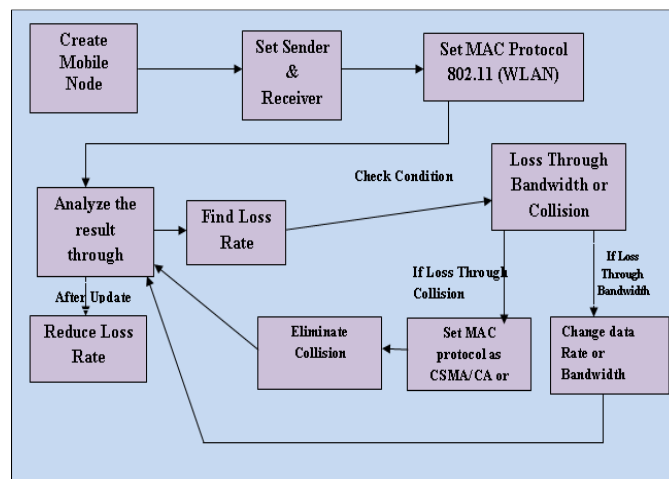 Create
Mobile
Node
Set Sender
&
Receiver
Set MAC Protocol
802.11 (WLAN)
Check Condition
Loss Through
Bandwidth or
Collision
Analyze the
result
through
Find Loss
Rate
If Loss Through
Collision
If Loss
Through
Bandwidth
After Update
Reduce Loss
Rate
Eliminate
Collision
Set MAC
protocol as
CSMA/CA or
Change data
Rate or
Bandwidth